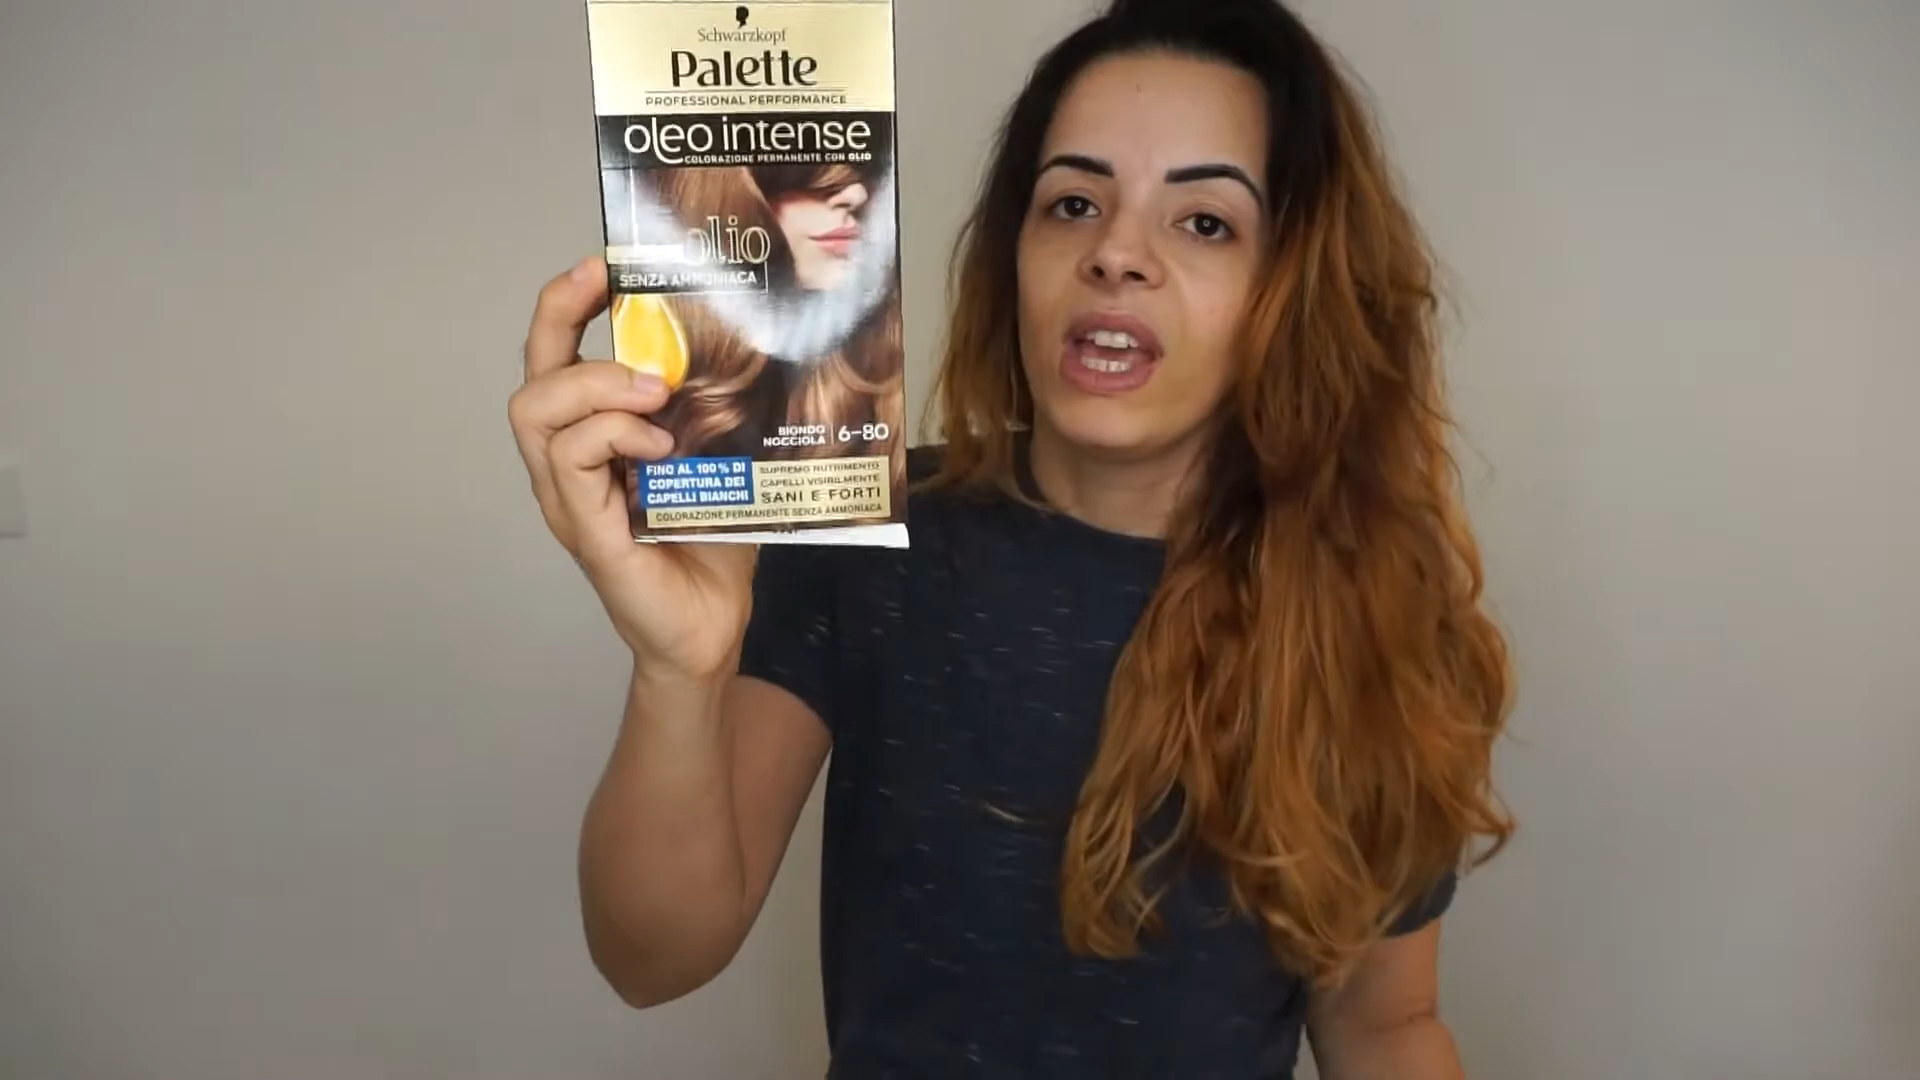 Schwarzkopf
Palette
PROFESSIONAL PERFORMANCE
oleo intense
COLORAZIONE PERMANENTE CON OLIO
olio
SENZA AMMONIACA
BIONDO
NOCCIOLA
6-80
FINO AL 100% DI
COPERTURA DEI
CAPELLI BIANCHI
SUPREMO NUTRIMENTO
CAPELLI VISIBILMENTE
SANI E FORTI
COLORAZIONE PERMANENTE SENZA AMMONIACA